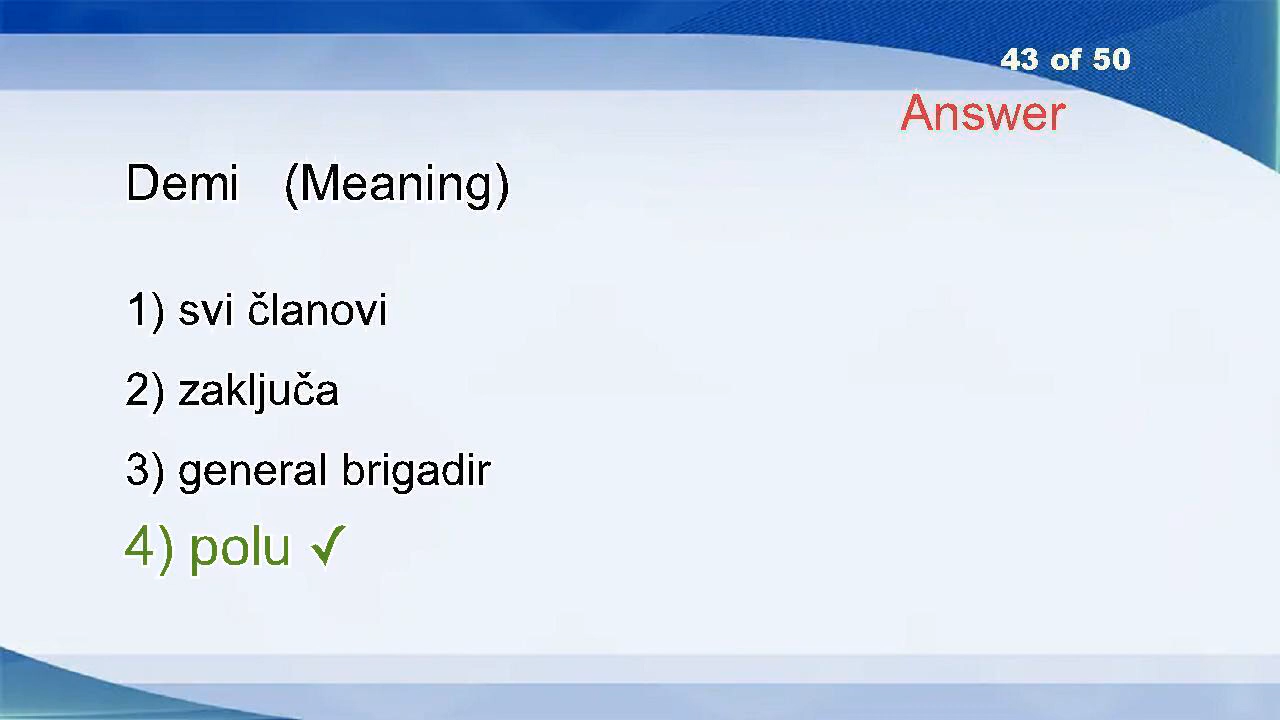 43 of 50
Answer
Demi (Meaning)
1) svi članovi
2) zaključa
3) general brigadir
4) polu ✓